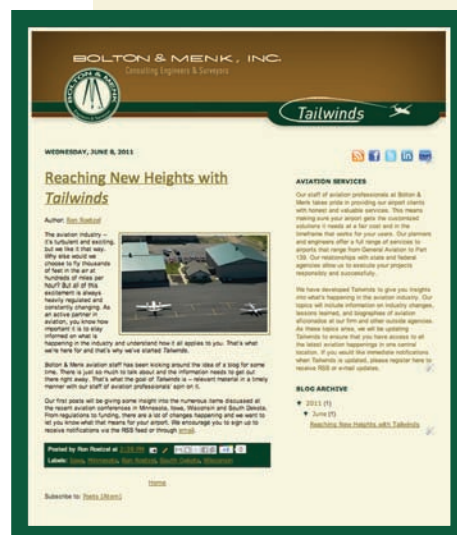 BOLTON & MENK, INC.
Consulting Engineers & Surveyors
BOLTON & MENK
Tailwinds
WEDNESDAY, JUNE 8, 2011
Reaching New Heights with
Tailwinds
Author: Ron Roetzel
The aviation industry –
it's turbulent and exciting,
but we like it that way.
Why else would we
choose to fly thousands
of feet in the air at
hundreds of miles per
hour? But all of this
excitement is always
heavily regulated and
constantly changing. As
an active partner in
aviation, you know how
important it is to stay
informed on what is
happening in the industry and understand how it all applies to you. That's what
we're here for and that's why we've started Tailwinds.
Bolton & Menk aviation staff has been kicking around the idea of a blog for some
time. There is just so much to talk about and the information needs to get out
there right away. That's what the goal of Tailwinds is – relevant material in a timely
manner with our staff of aviation professionals' spin on it.
Our first posts will be giving some insight into the numerous items discussed at
the recent aviation conferences in Minnesota, Iowa, Wisconsin and South Dakota.
From regulations to funding, there are a lot of changes happening and we want to
let you know what that means for your airport. We encourage you to sign up to
receive notifications via the RSS feed or through email.
Posted by Ron Roetzel at
Labels: Iowa, Minnesota, Ron Roetzel, South Dakota, Wisconsin
Home
Subscribe to: Posts (Atom)
AVIATION SERVICES
Our staff of aviation professionals at Bolton &
Menk takes pride in providing our airport clients
with honest and valuable services. This means
making sure your airport gets the customized
solutions it needs at a fair cost and in the
timeframe that works for your users. Our planners
and engineers offer a full range of services to
airports that range from General Aviation to Part
139. Our relationships with state and federal
agencies allow us to execute your projects
responsibly and successfully.
We have developed Tailwinds to give you insights
into what's happening in the aviation industry. Our
topics will include information on industry changes,
lessons learned, and biographies of aviation
aficionados at our firm and other outside agencies.
As these topics area, we will be updating
Tailwinds to ensure that you have access to all
the latest aviation happenings in one central
location. If you would like immediate notifications
when Tailwinds is updated, please register here to
receive RSS or e-mail updates.
BLOG ARCHIVE
▼ 2011 (1)
▼ June (1)
Reaching New Heights with Tailwinds